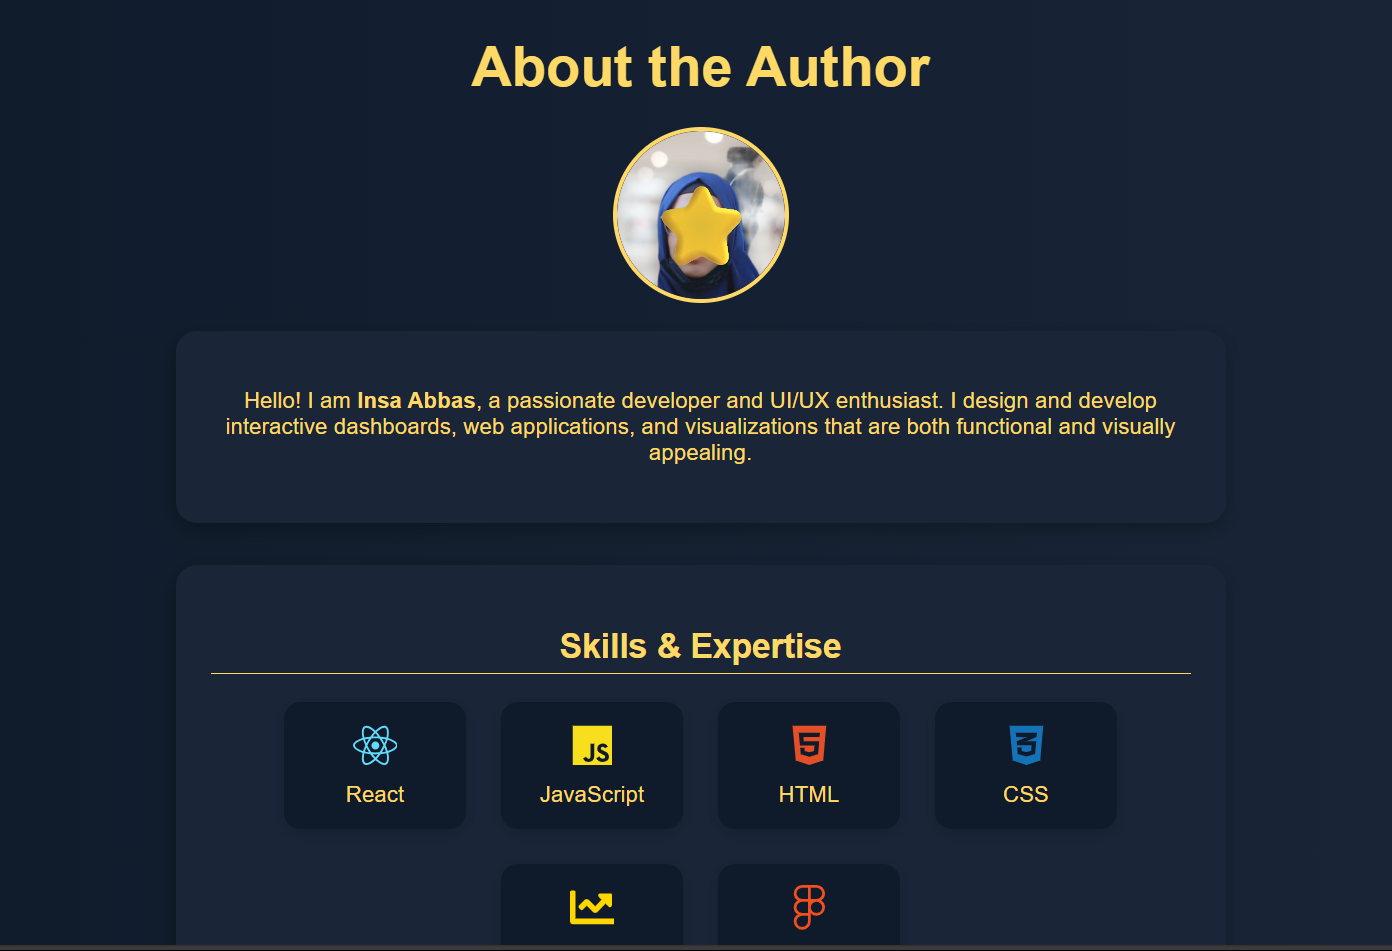 About the Author
Hello! I am Insa Abbas, a passionate developer and UI/UX enthusiast. I design and develop
interactive dashboards, web applications, and visualizations that are both functional and visually
appealing.
Skills & Expertise
JS
5
3
React
JavaScript
HTML
CSS